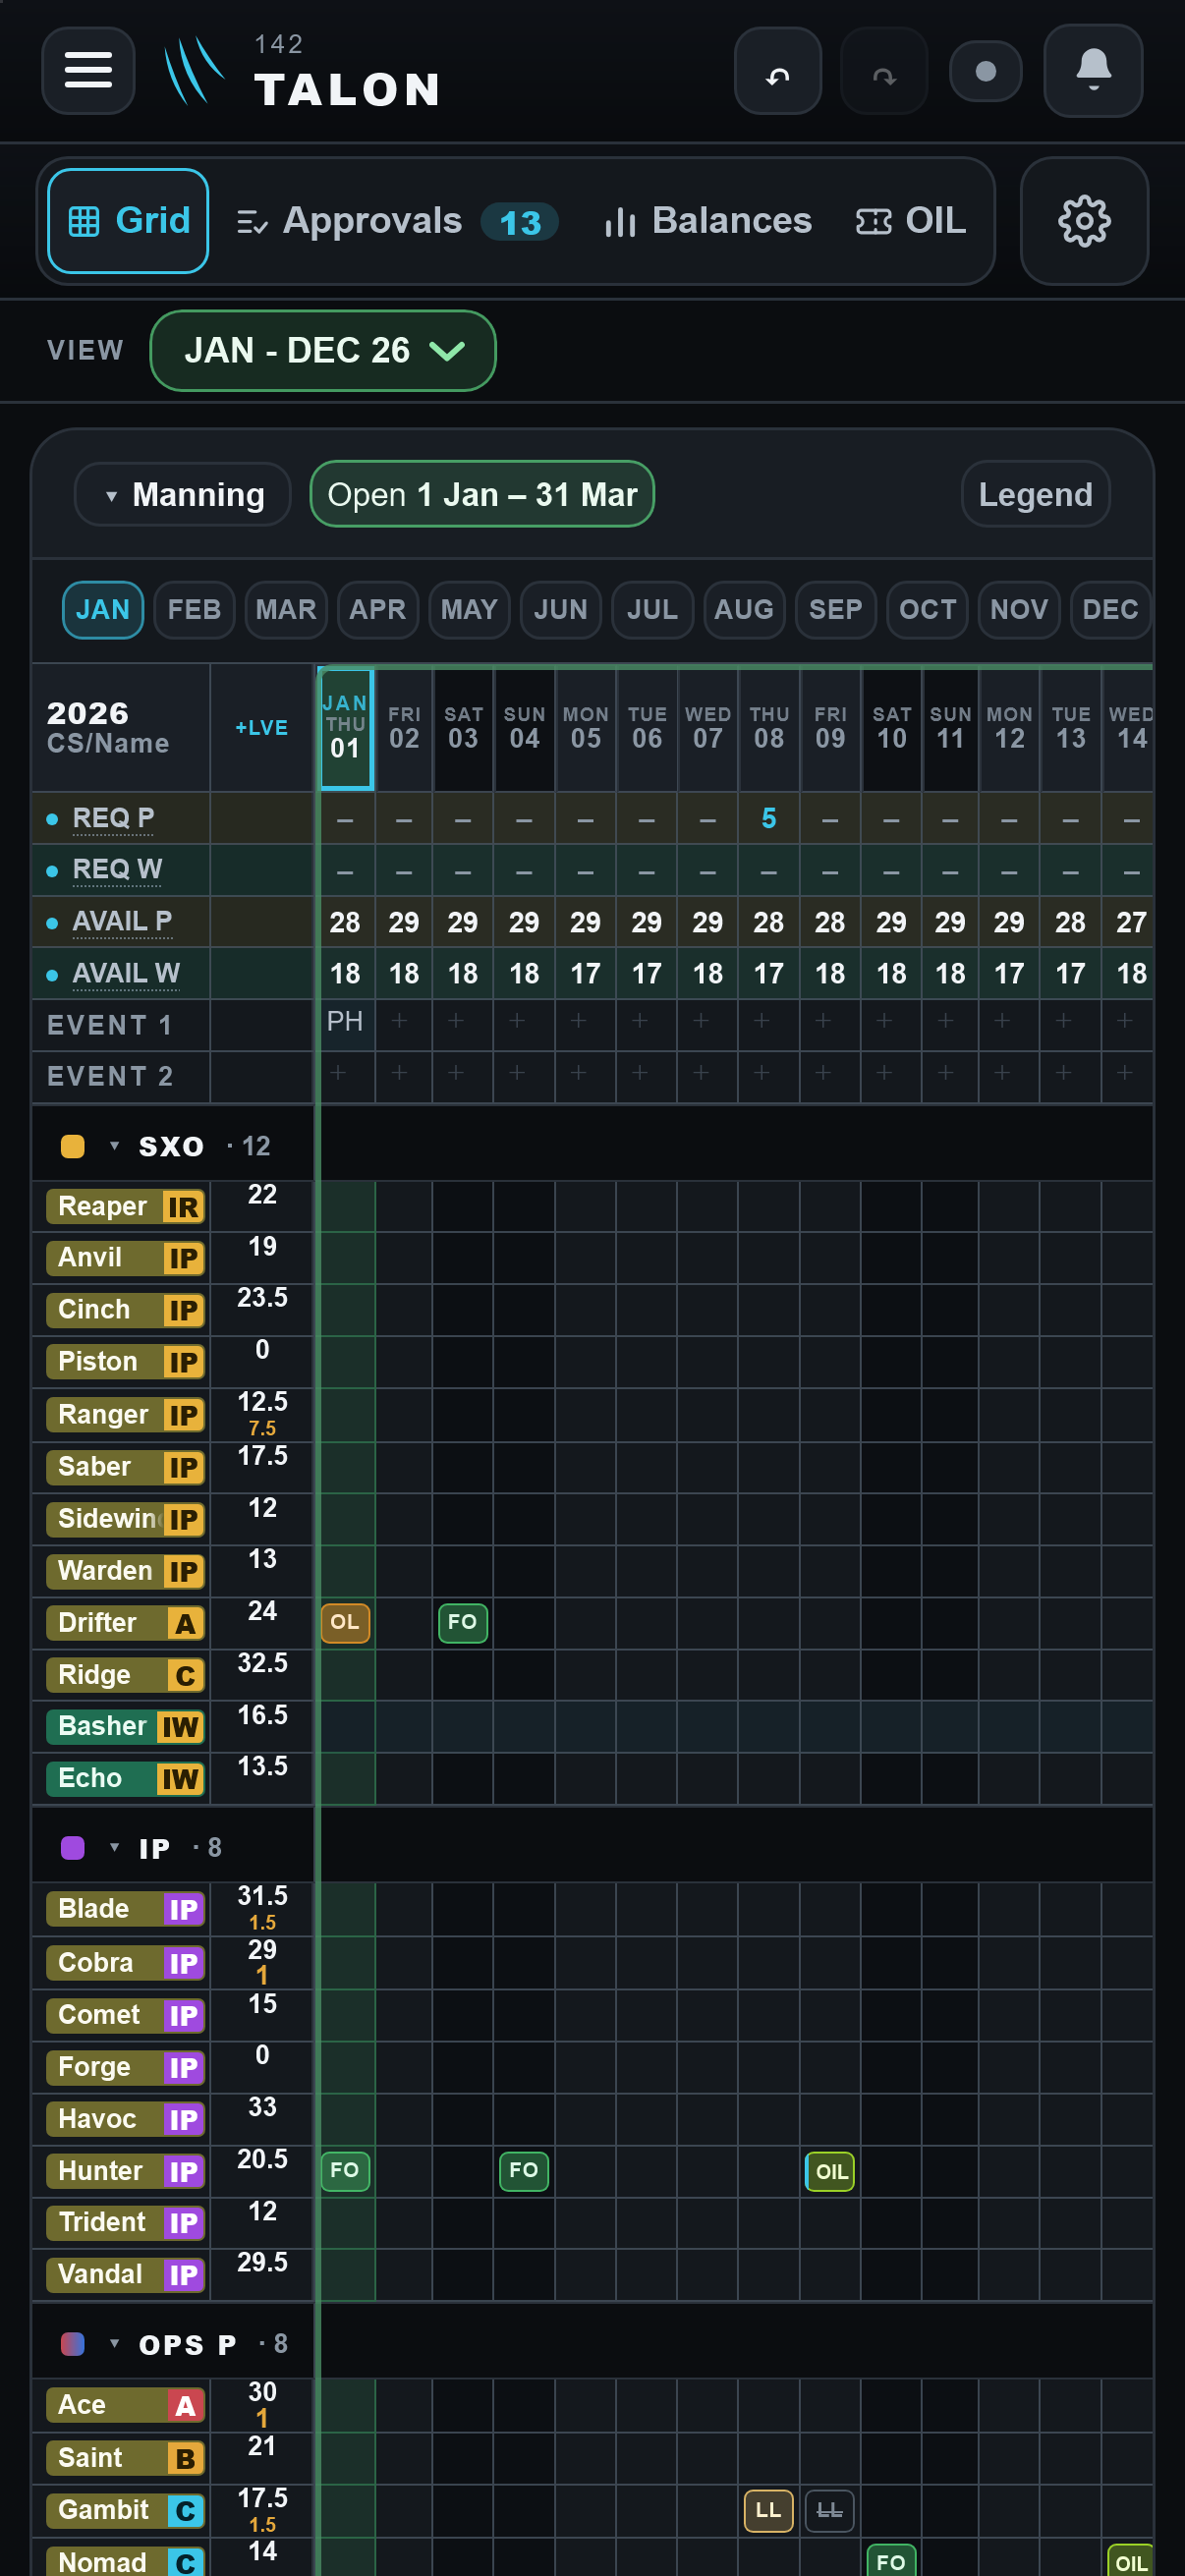 142
TALON
Grid Approvals 13 Balances OIL
VIEW JAN - DEC 26
Manning Open 1 Jan – 31 Mar Legend
JAN FEB MAR APR MAY JUN JUL AUG SEP OCT NOV DEC
JAN
2026 +LVE THU FRI SAT SUN MON TUE WED THU FRI SAT SUN MON TUE WED
CS/Name 01 02 03 04 05 06 07 08 09 10 11 12 13 14
REQ P – – – – – – – 5 – – – – – –
REQ W – – – – – – – – – – – – – –
AVAIL P 28 29 29 29 29 29 29 28 28 29 29 29 28 27
AVAIL W 18 18 18 18 17 17 18 17 18 18 18 17 17 18
EVENT 1 PH + + + + + + + + + + + + +
EVENT 2 + + + + + + + + + + + + + +
SXO · 12
Reaper IR 22
Anvil IP 19
Cinch IP 23.5
Piston IP 0
Ranger IP 12.5
7.5
Saber IP 17.5
Sidewin IP 12
Warden IP 13
Drifter A 24 OL FO
Ridge C 32.5
Basher IW 16.5
Echo IW 13.5
IP · 8
Blade IP 31.5
1.5
Cobra IP 29
1
Comet IP 15
Forge IP 0
Havoc IP 33
Hunter IP 20.5 FO FO OIL
Trident IP 12
Vandal IP 29.5
OPS P · 8
Ace A 30
1
Saint B 21
Gambit C 17.5 LL LL
1.5
Nomad C 14 FO OIL